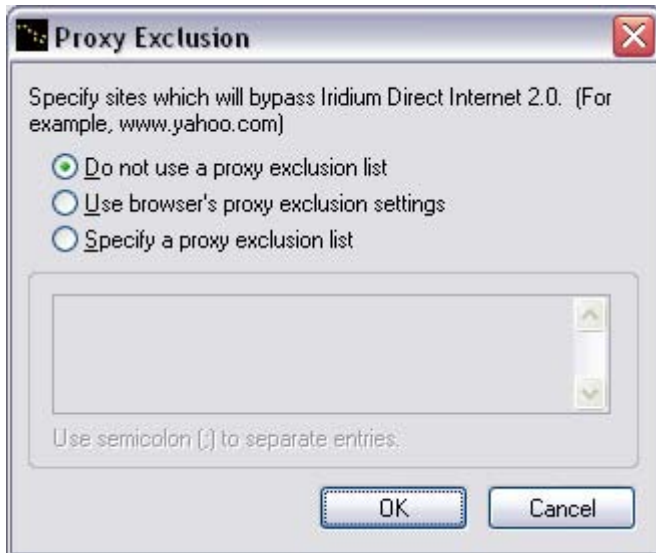 Proxy Exclusion
Specify sites which will bypass Iridium Direct Internet 2.0. (For
example, www.yahoo.com)
Do not use a proxy exclusion list
Use browser's proxy exclusion settings
Specify a proxy exclusion list
Use semicolon (;) to separate entries.
OK
Cancel